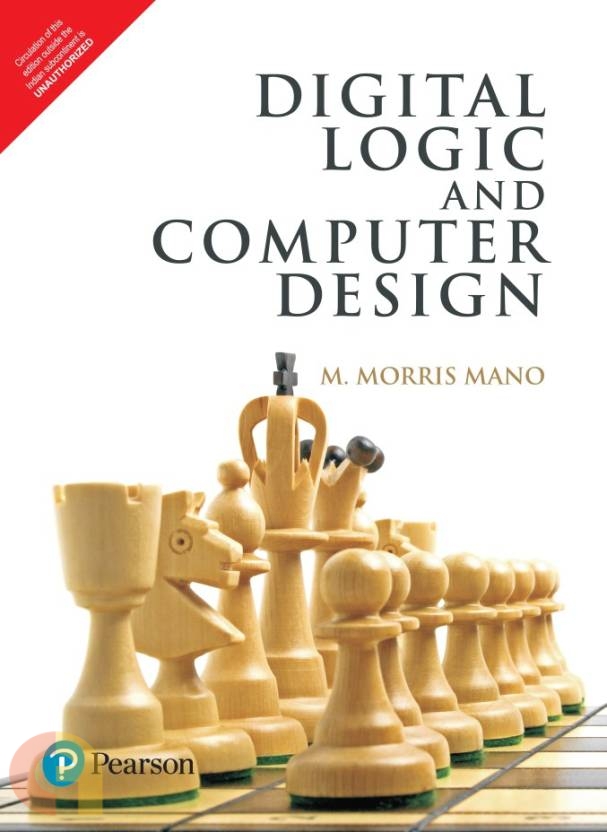 Circulation of this
edition outside the
Indian subcontinent is
UNAUTHORIZED
DIGITAL
LOGIC
AND
COMPUTER
DESIGN
M. MORRIS MANO
Pearson